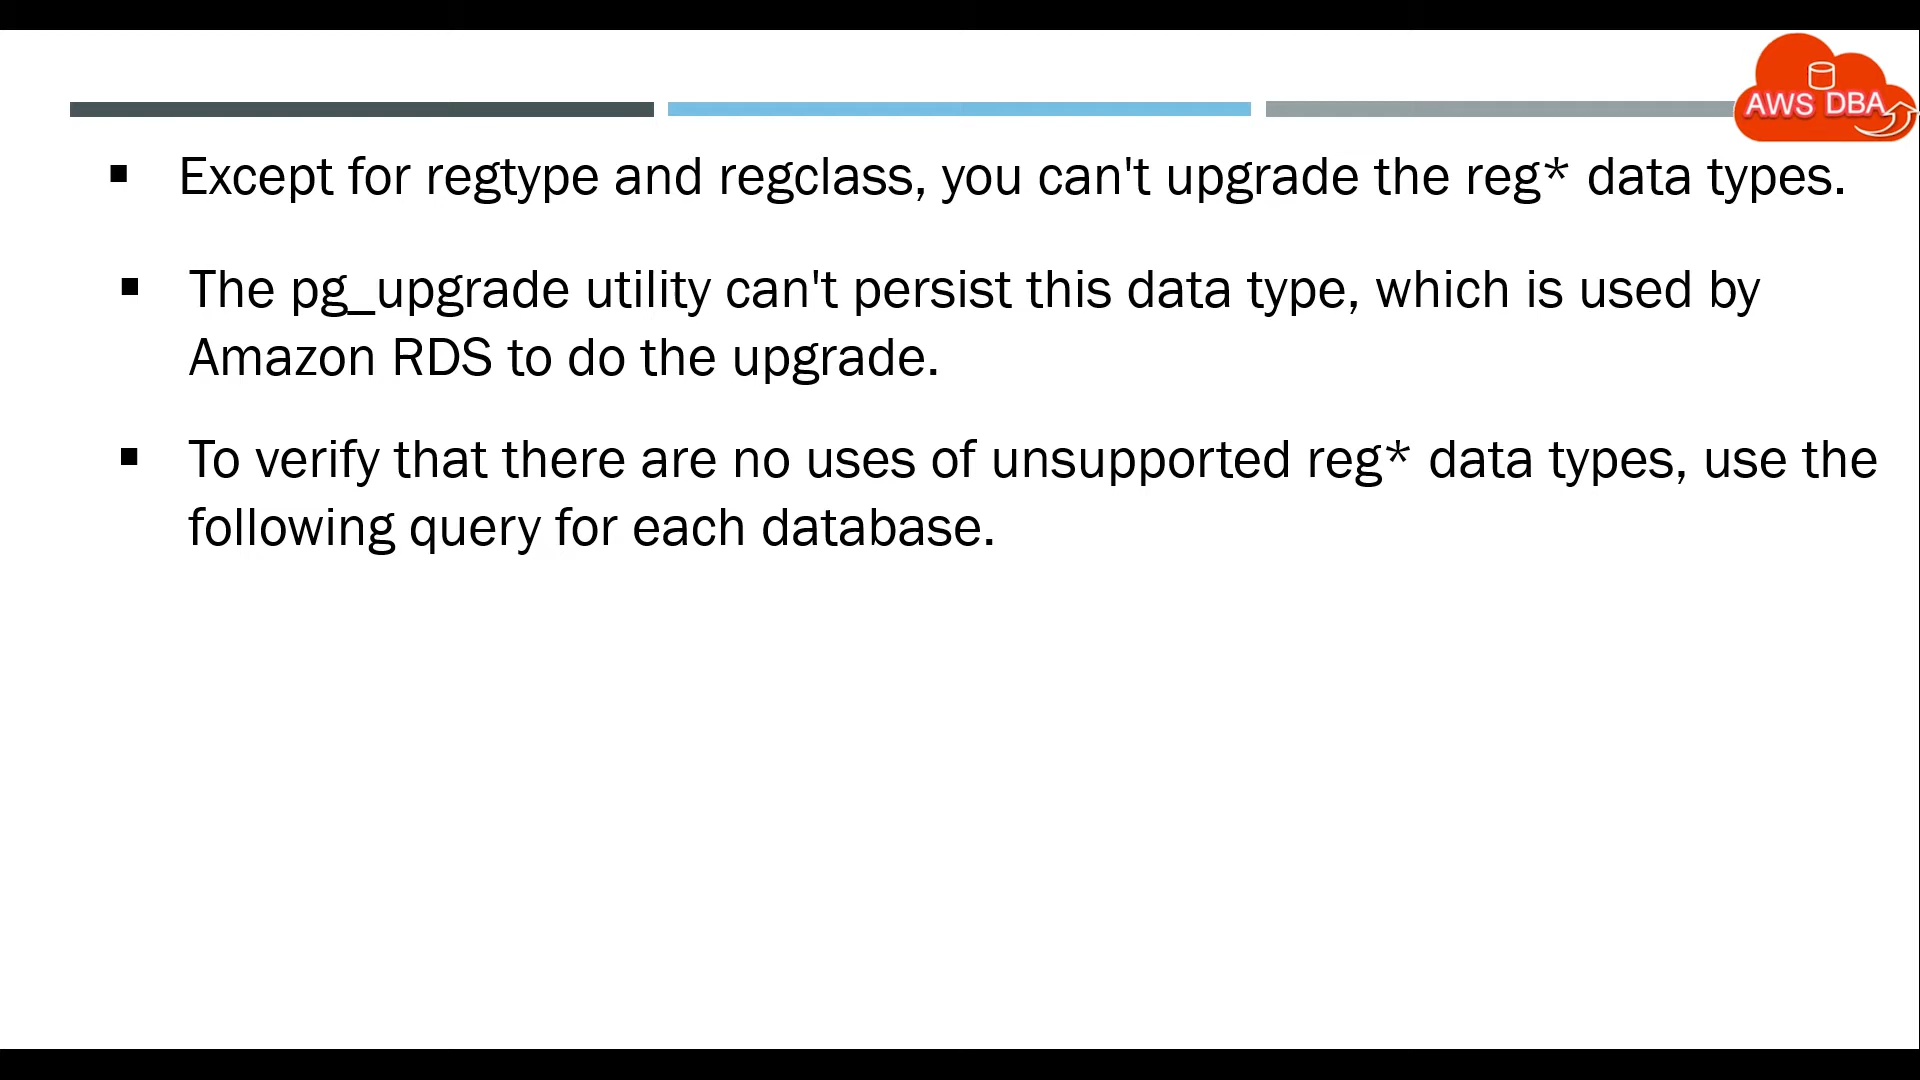 AWS DBA
Except for regtype and regclass, you can't upgrade the reg* data types.
The pg_upgrade utility can't persist this data type, which is used by
Amazon RDS to do the upgrade.
To verify that there are no uses of unsupported reg* data types, use the
following query for each database.